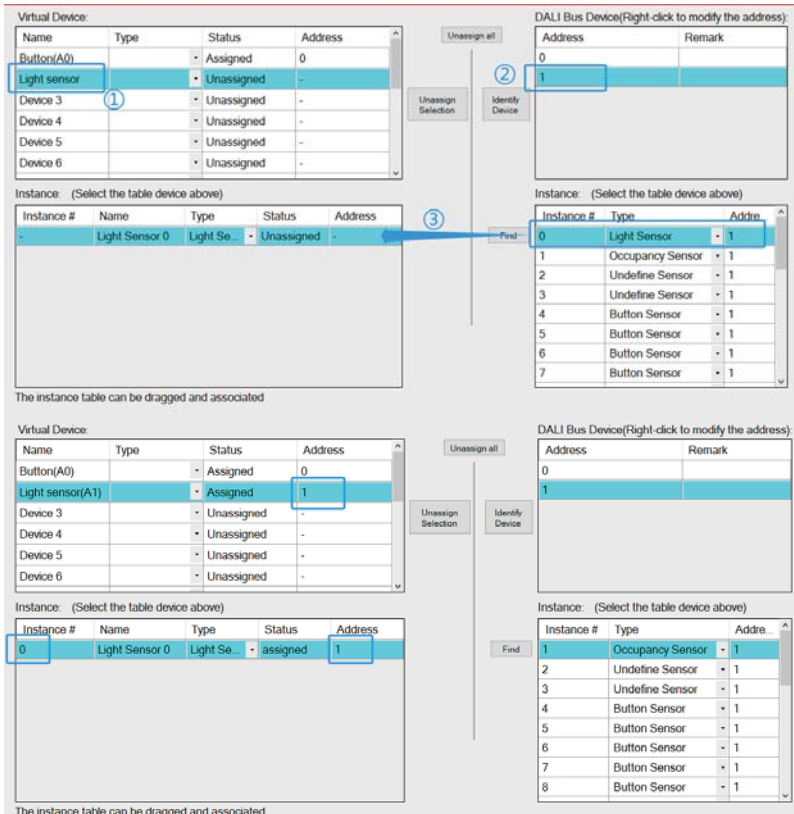 Virtual Device:
DALI Bus Device(Right-click to modify the address):
Name Type Status Address
Button(A0) Assigned 0
Light sensor Unassigned -
① 
Device 3 Unassigned -
Device 4 Unassigned -
Device 5 Unassigned -
Device 6 Unassigned -
Unassign all
Unassign Selection
Identify Device
Address Remark
0
② 1
Instance: (Select the table device above)
Instance # Name Type Status Address
- Light Sensor 0 Light Se... Unassigned -
③
Find
Instance: (Select the table device above)
Instance # Type Addre
0 Light Sensor 1
1 Occupancy Sensor 1
2 Undefine Sensor 1
3 Undefine Sensor 1
4 Button Sensor 1
5 Button Sensor 1
6 Button Sensor 1
7 Button Sensor 1
The instance table can be dragged and associated
Virtual Device:
DALI Bus Device(Right-click to modify the address):
Name Type Status Address
Button(A0) Assigned 0
Light sensor(A1) Assigned 1
Device 3 Unassigned -
Device 4 Unassigned -
Device 5 Unassigned -
Device 6 Unassigned -
Unassign all
Unassign Selection
Identify Device
Address Remark
0
1
Instance: (Select the table device above)
Instance # Name Type Status Address
0 Light Sensor 0 Light Se... assigned 1
Find
Instance: (Select the table device above)
Instance # Type Addre...
1 Occupancy Sensor 1
2 Undefine Sensor 1
3 Undefine Sensor 1
4 Button Sensor 1
5 Button Sensor 1
6 Button Sensor 1
7 Button Sensor 1
8 Button Sensor 1
The instance table can be dragged and associated